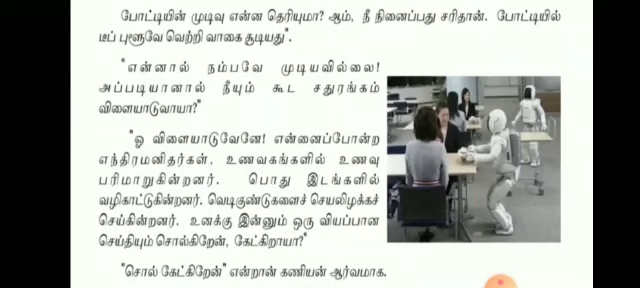 போட்டியின் முடிவு என்ன தெரியுமா? ஆம், நீ நினைப்பது சரிதான். போட்டியில்
டீப் புளூவே வெற்றி வாகை சூடியது".
"என்னால் நம்பவே முடியவில்லை!
அப்படியானால் நீயும் கூட சதுரங்கம்
விளையாடுவாயா?"
"ஓ விளையாடுவேனே! என்னைப்போன்ற
எந்திரமனிதர்கள், உணவகங்களில் உணவு
பரிமாறுகின்றனர். பொது இடங்களில்
வழிகாட்டுகின்றனர். வெடிகுண்டுகளைச் செயலிழக்கச்
செய்கின்றனர். உனக்கு இன்னும் ஒரு வியப்பான
செய்தியும் சொல்கிறேன், கேட்கிறாயா?"
"சொல் கேட்கிறேன்" என்றான் கணியன் ஆர்வமாக.